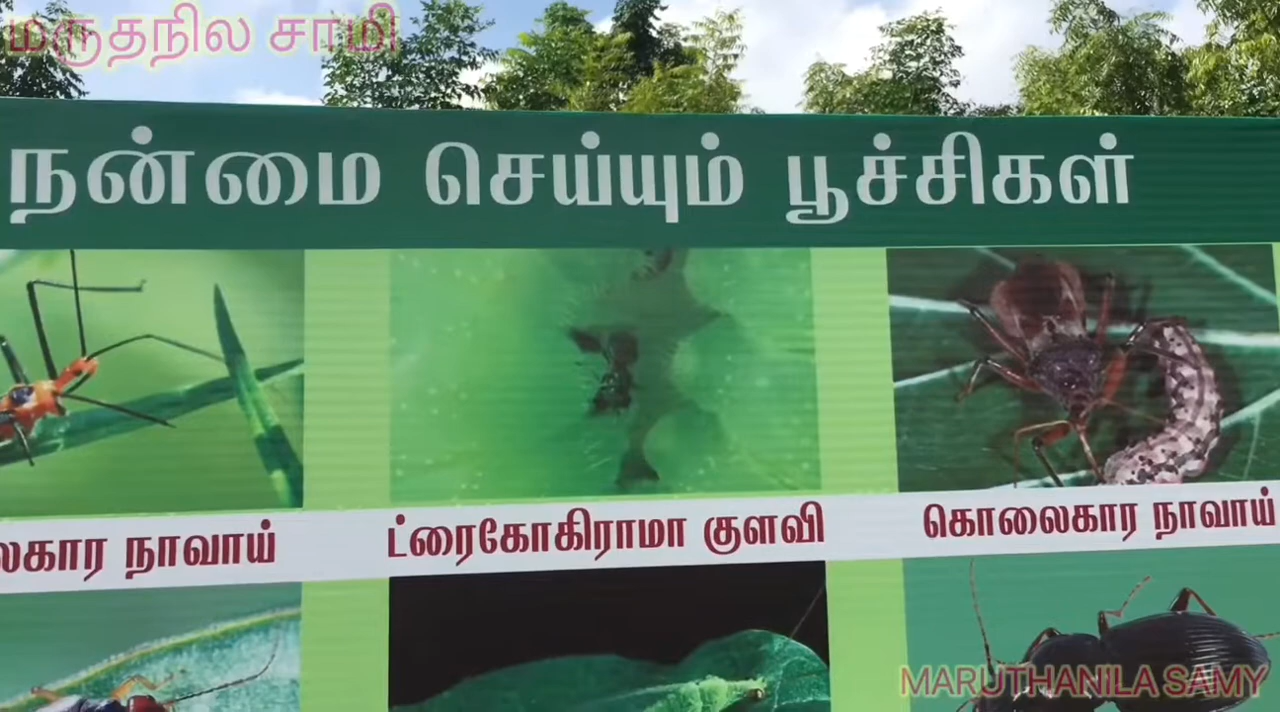 மருதநில சாமி
நன்மை செய்யும் பூச்சிகள்
லகார நாவாய்
ட்ரைகோகிராமா குளவி
கொலைகார நாவாய்
MARUTHANILA SAMY